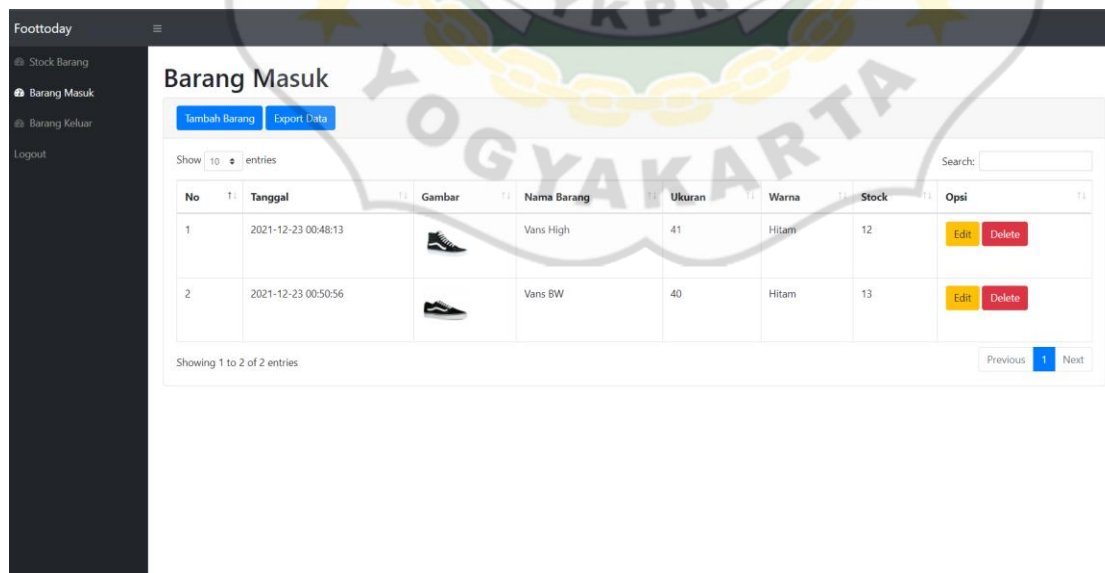 YKPN
YOGYAKARTA
Foottoday
Stock Barang
Barang Masuk
Barang Keluar
Logout
Barang Masuk
Tambah Barang Export Data
Show 10 entries Search:
No Tanggal Gambar Nama Barang Ukuran Warna Stock Opsi
1 2021-12-23 00:48:13 Vans High 41 Hitam 12 Edit Delete
2 2021-12-23 00:50:56 Vans BW 40 Hitam 13 Edit Delete
Showing 1 to 2 of 2 entries Previous 1 Next